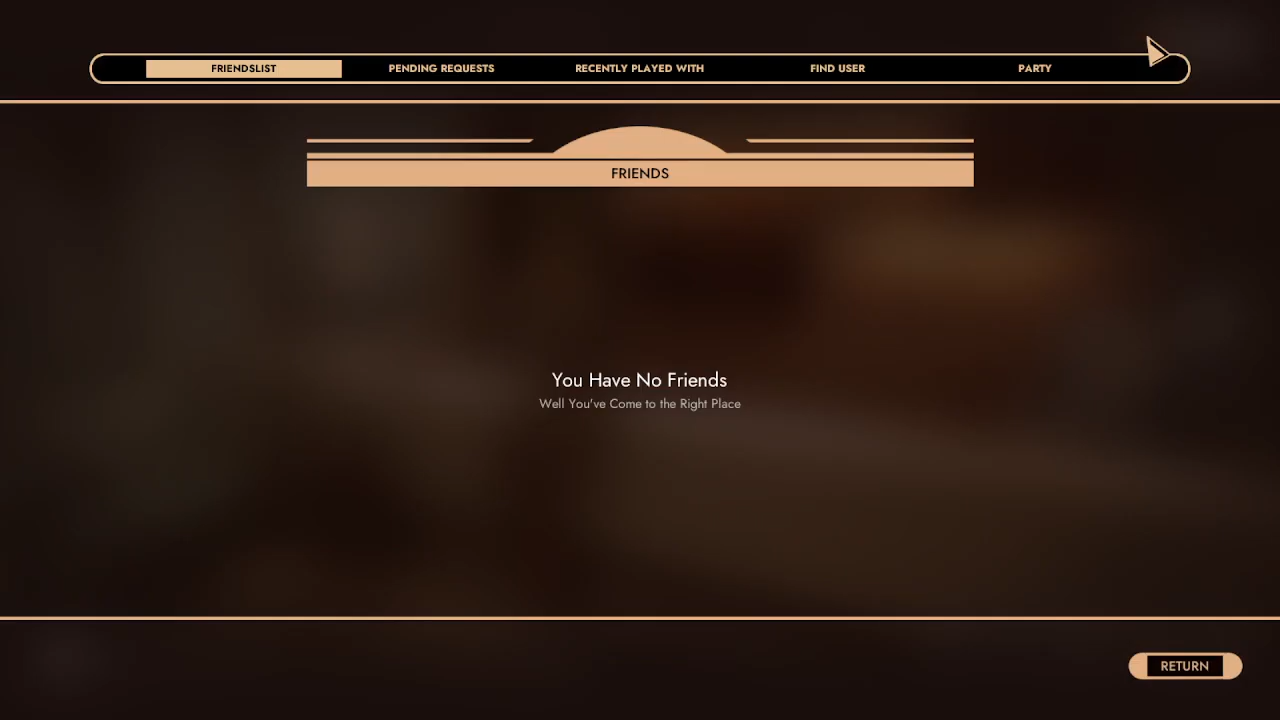 FRIENDSLIST
PENDING REQUESTS
RECENTLY PLAYED WITH
FIND USER
PARTY
FRIENDS
You Have No Friends
Well You've Come to the Right Place
RETURN